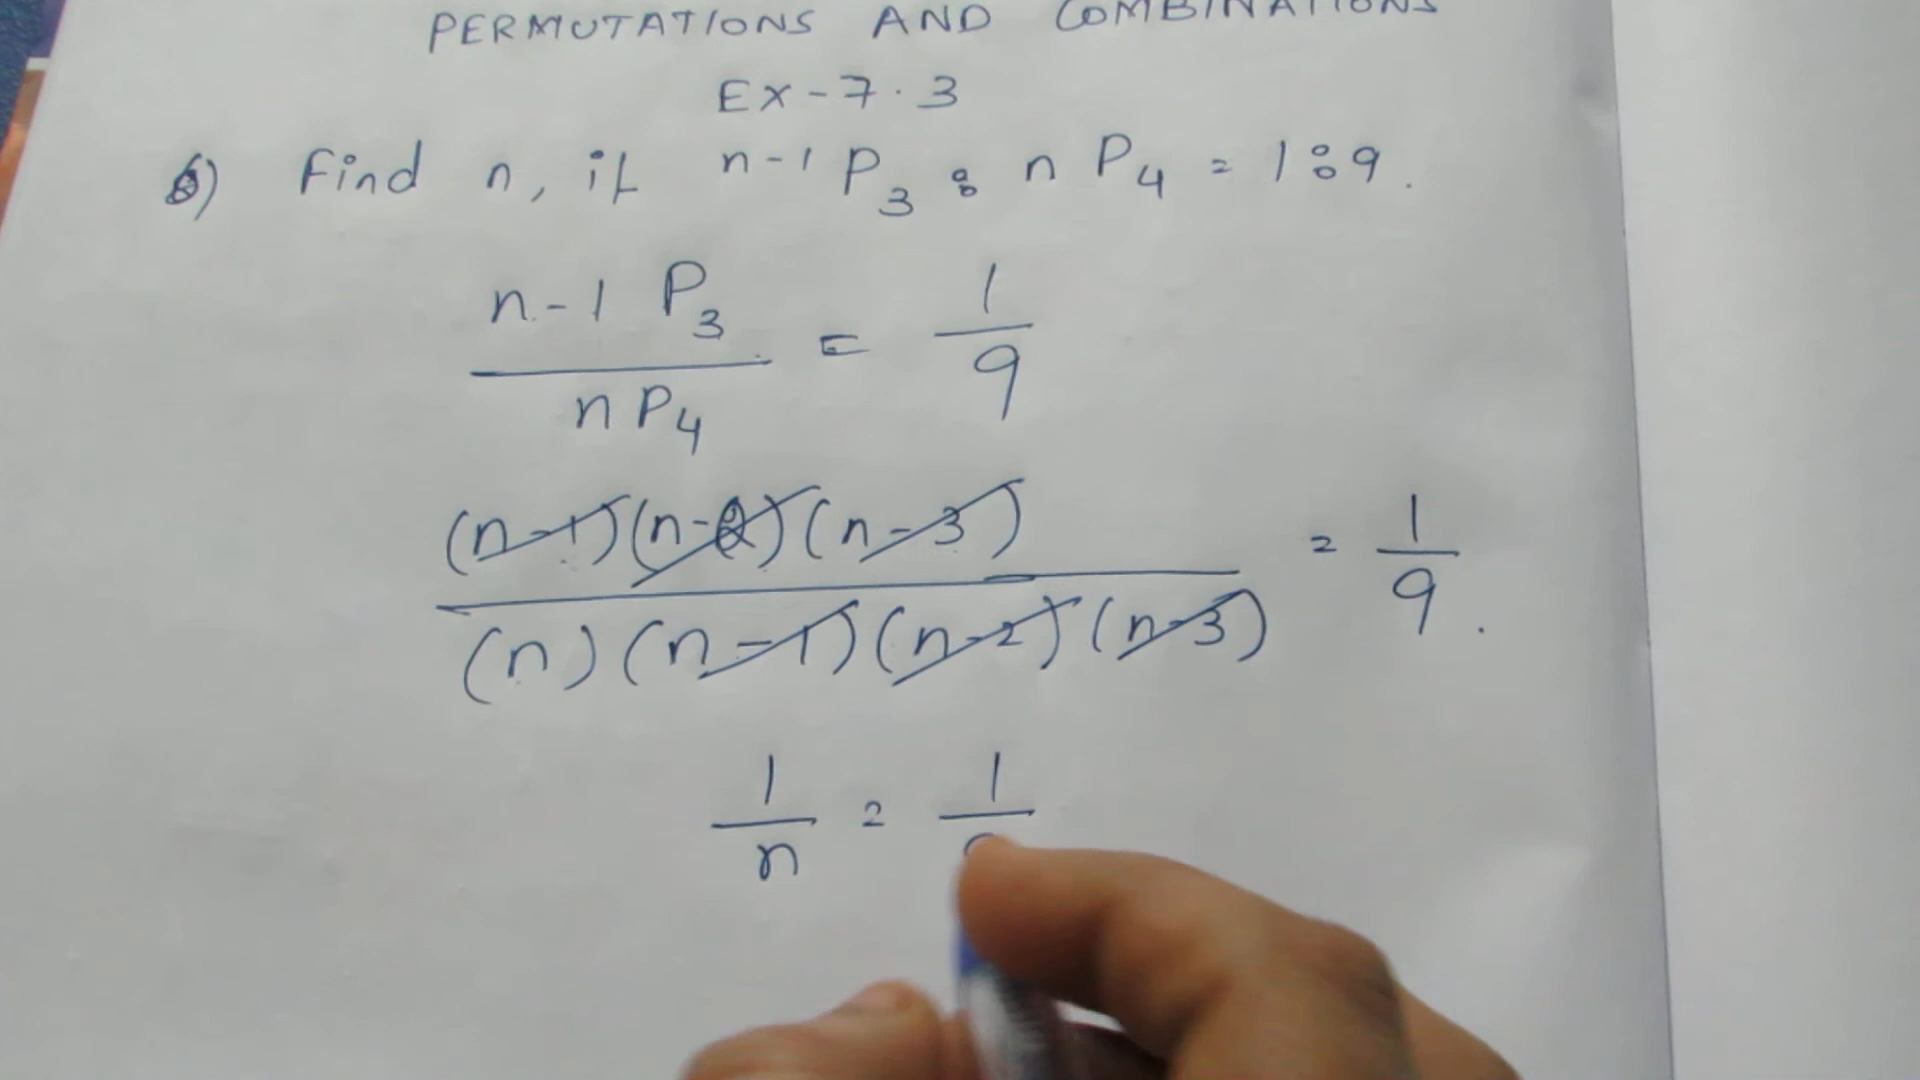 PERMUTATIONS AND COMBINATIONS
EX-7.3
6) Find n, if n-1 P₃ : n P₄ = 1:9.
n-1 P₃ / n P₄ = 1/9
(n-1)(n-2)(n-3) / (n)(n-1)(n-2)(n-3) = 1/9.
1/n = 1/